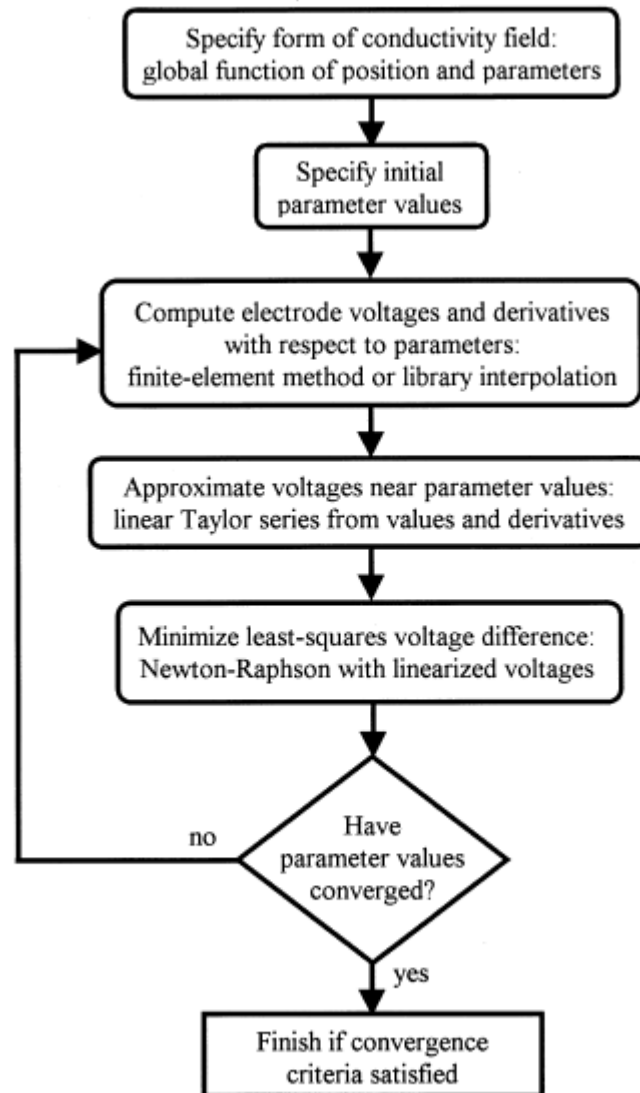 Specify form of conductivity field:
global function of position and parameters
Specify initial
parameter values
Compute electrode voltages and derivatives
with respect to parameters:
finite-element method or library interpolation
Approximate voltages near parameter values:
linear Taylor series from values and derivatives
Minimize least-squares voltage difference:
Newton-Raphson with linearized voltages
no
Have
parameter values
converged?
yes
Finish if convergence
criteria satisfied